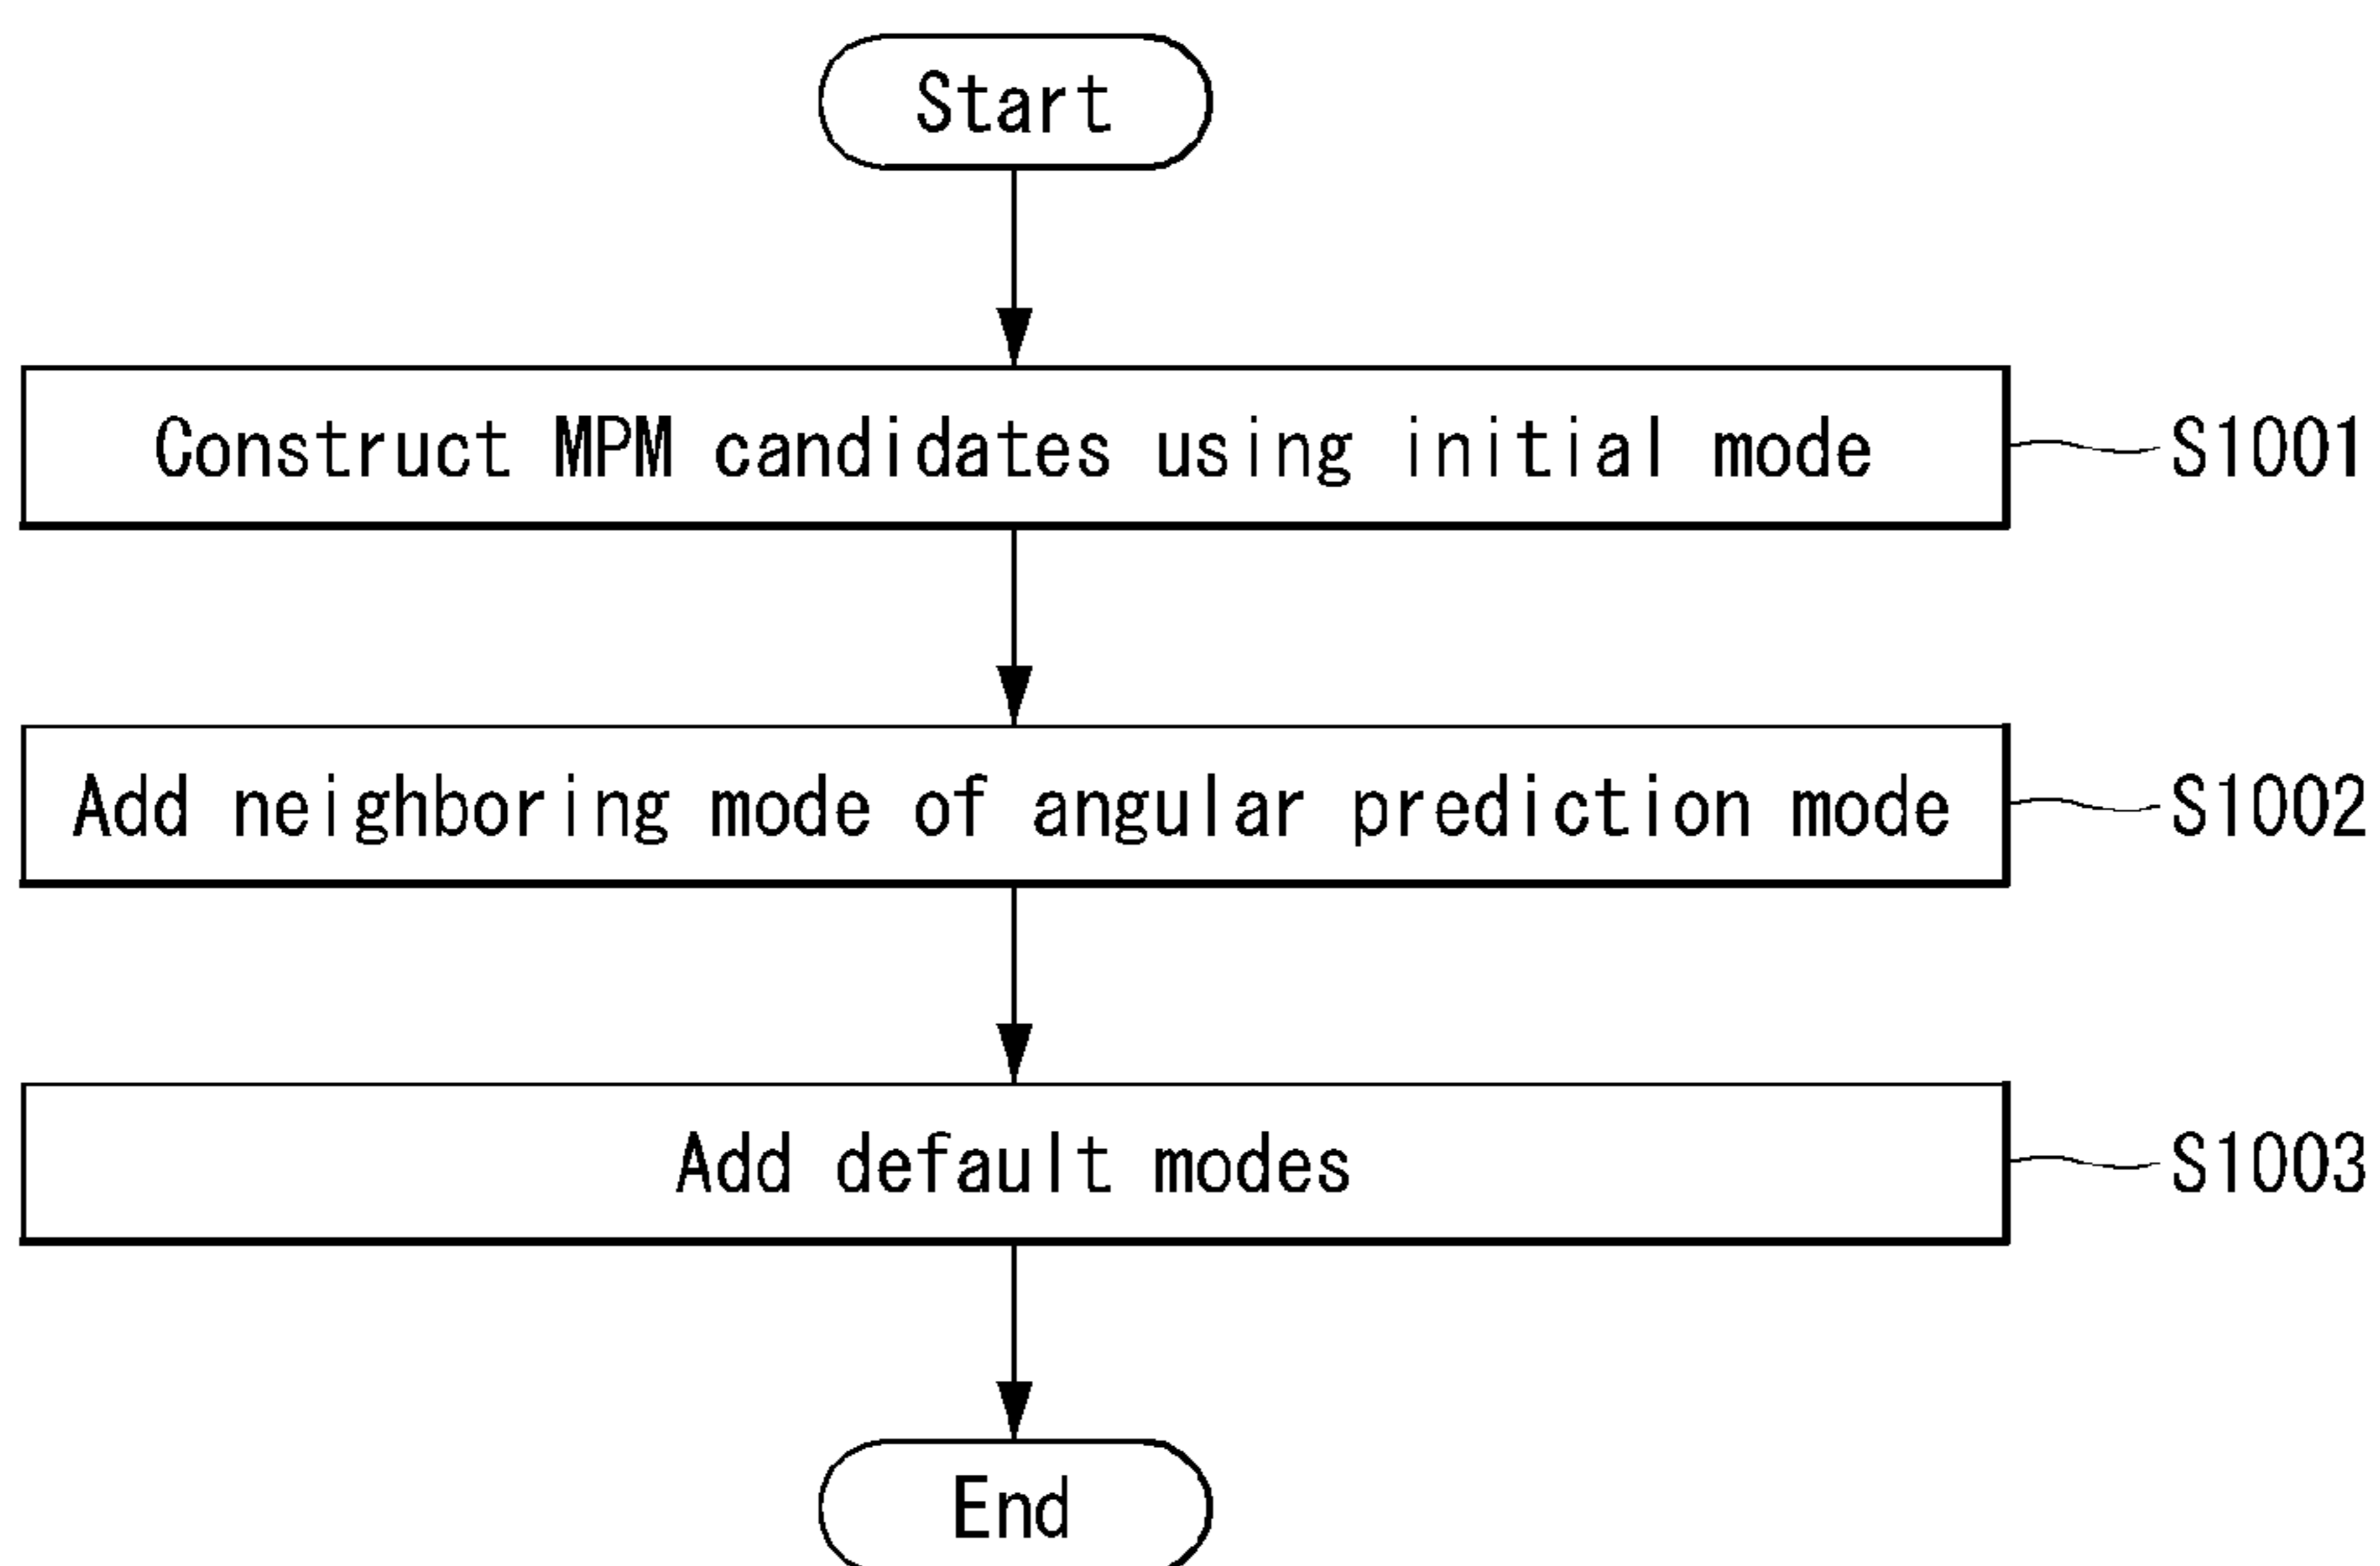 Start
Construct MPM candidates using initial mode
S1001
Add neighboring mode of angular prediction mode
S1002
Add default modes
S1003
End